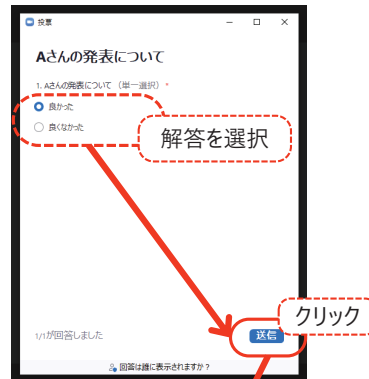 投票
Aさんの発表について
1. Aさんの発表について （単一選択） *
良かった
良くなかった
解答を選択
クリック
1/1が回答しました
送信
回答は誰に表示されますか？